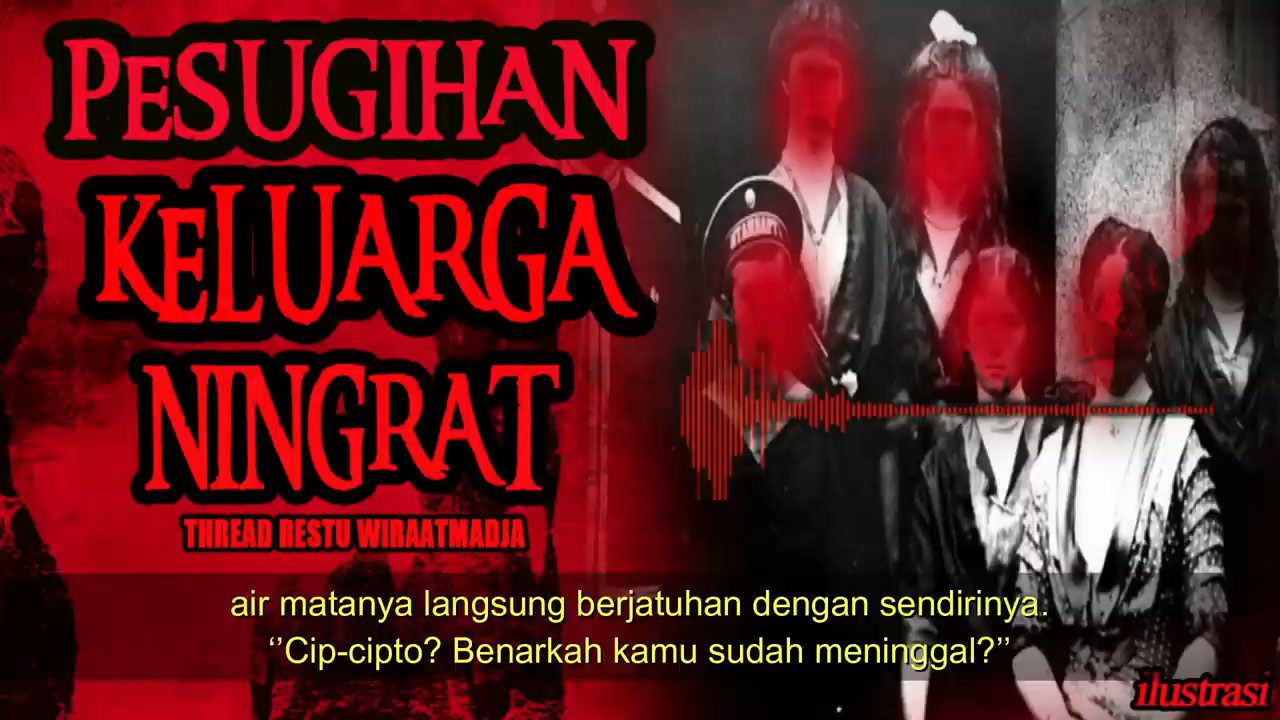 PESUGIHAN
KELUARGA
NINGRAT
THREAD RESTU WIRAATMADJA
air matanya langsung berjatuhan dengan sendirinya.
‘’Cip-cipto? Benarkah kamu sudah meninggal?’’
ilustrasi